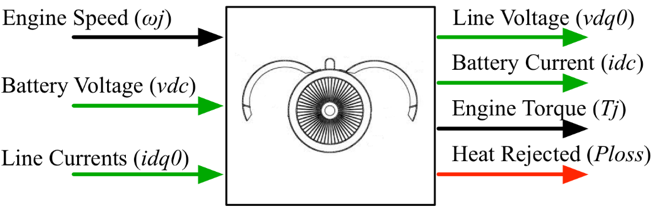 Engine Speed (ωj)
Battery Voltage (vdc)
Line Currents (idq0)
Line Voltage (vdq0)
Battery Current (idc)
Engine Torque (Tj)
Heat Rejected (Ploss)